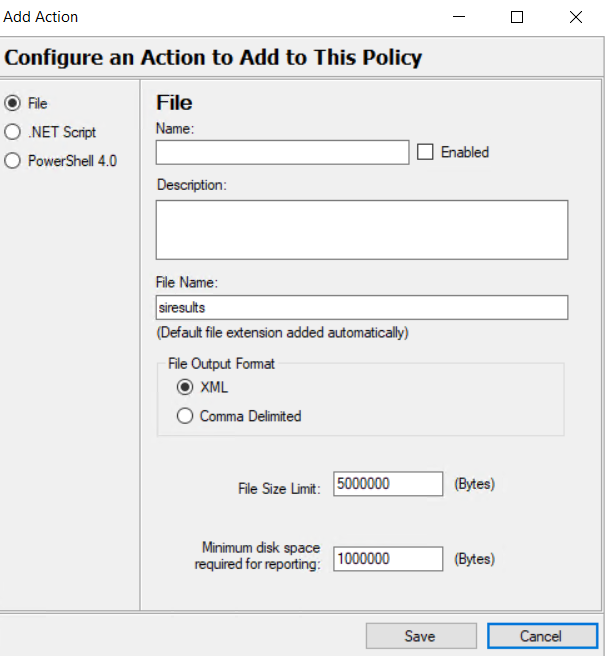 Add Action
Configure an Action to Add to This Policy
File
.NET Script
PowerShell 4.0
File
Name:
Enabled
Description:
File Name:
siresults
(Default file extension added automatically)
File Output Format
XML
Comma Delimited
File Size Limit: 5000000 (Bytes)
Minimum disk space
required for reporting: 1000000 (Bytes)
Save Cancel